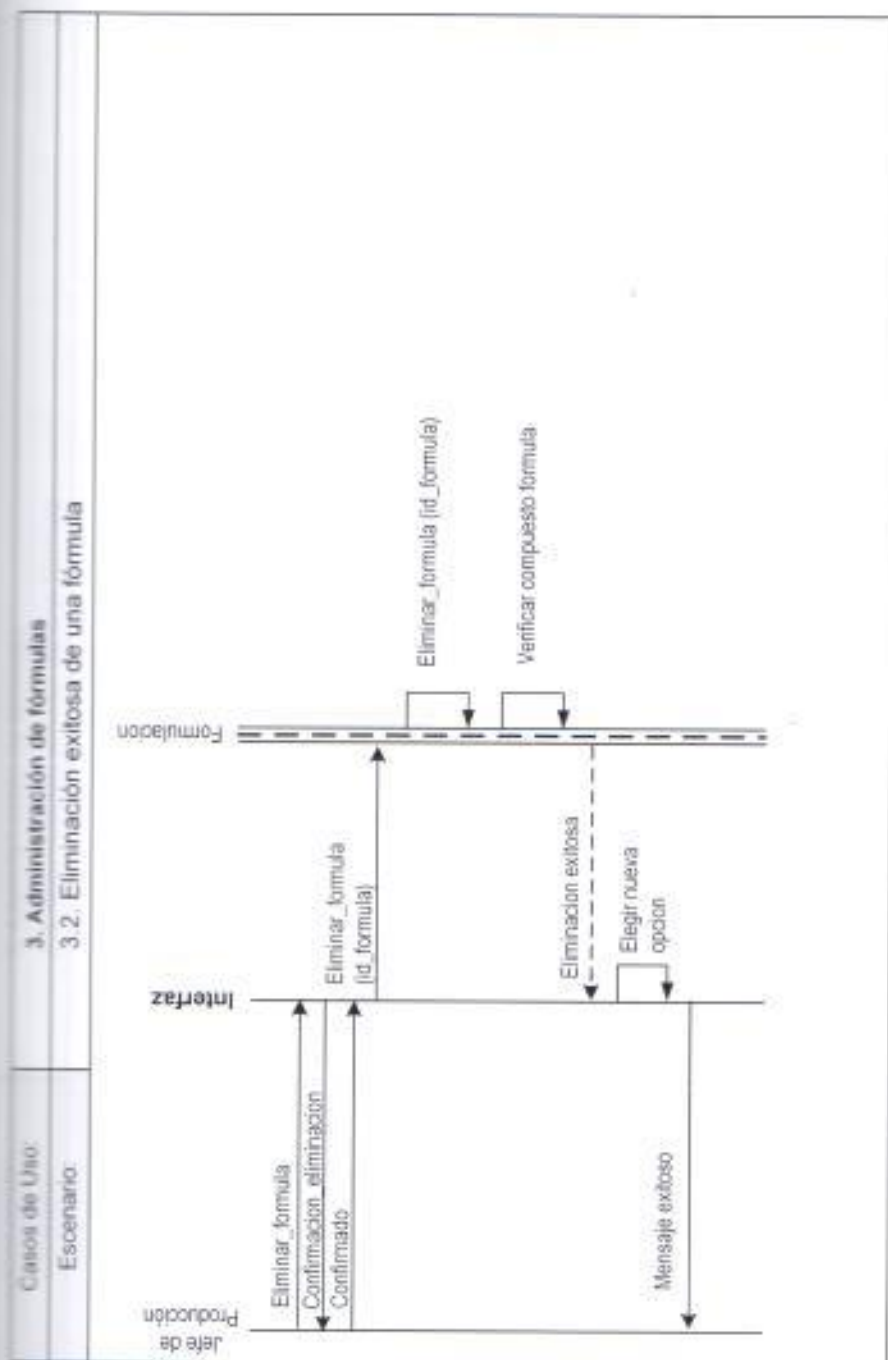 Casos de Uso:
3. Administración de fórmulas
Escenario:
3.2. Eliminación exitosa de una fórmula
Jefe de
Producción
Interfaz
Formulacion
Eliminar_formula
Confirmacion_eliminacion
Confirmado
Eliminar_formula
(id_formula)
Eliminar_formula (id_formula)
Verificar compuesto formula
Eliminacion exitosa
Elegir nueva
opcion
Mensaje exitoso